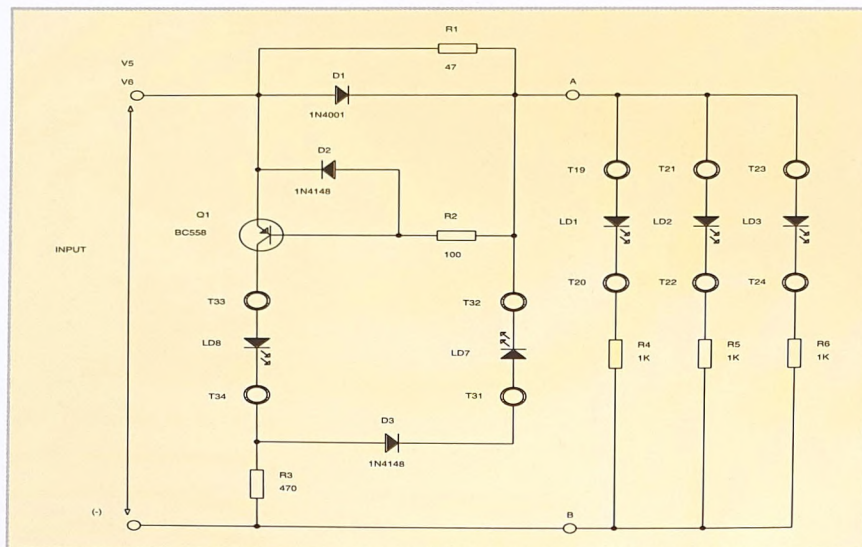 R1
47
V5
V6
D1
A
1N4001
D2
1N4148
T19
T21
T23
Q1
BC558
R2
LD1
LD2
LD3
INPUT
100
T33
T32
T20
T22
T24
LD8
LD7
R4
1K
R5
1K
R6
1K
T34
T31
D3
1N4148
R3
470
(-)
B